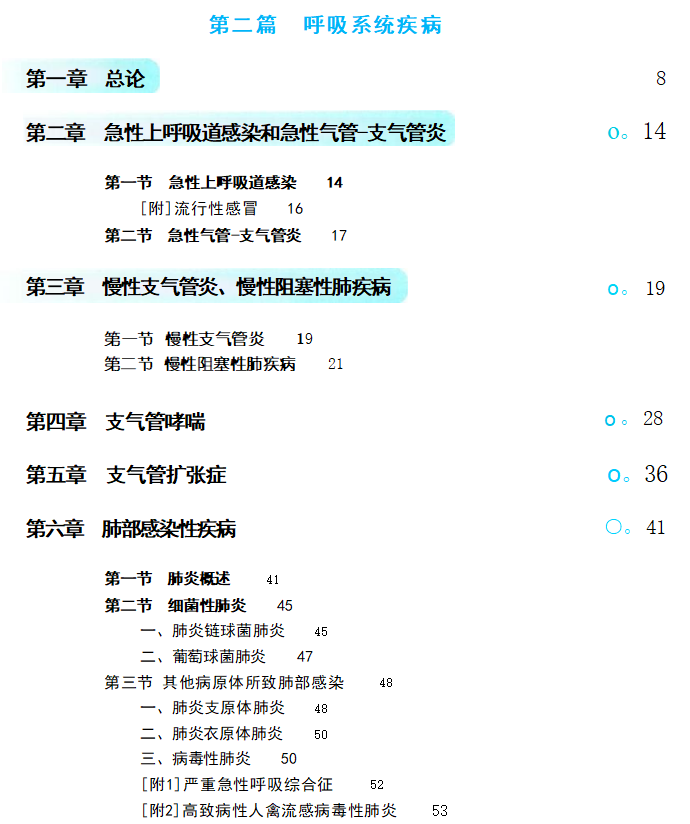 第二篇 呼吸系统疾病
第一章 总论 8
第二章 急性上呼吸道感染和急性气管-支气管炎 o。 14
第一节 急性上呼吸道感染 14
[附]流行性感冒 16
第二节 急性气管-支气管炎 17
第三章 慢性支气管炎、慢性阻塞性肺疾病 o。 19
第一节 慢性支气管炎 19
第二节 慢性阻塞性肺疾病 21
第四章 支气管哮喘 o。 28
第五章 支气管扩张症 o。 36
第六章 肺部感染性疾病 〇。 41
第一节 肺炎概述 41
第二节 细菌性肺炎 45
一、肺炎链球菌肺炎 45
二、葡萄球菌肺炎 47
第三节 其他病原体所致肺部感染 48
一、肺炎支原体肺炎 48
二、肺炎衣原体肺炎 50
三、病毒性肺炎 50
[附1]严重急性呼吸综合征 52
[附2]高致病性人禽流感病毒性肺炎 53